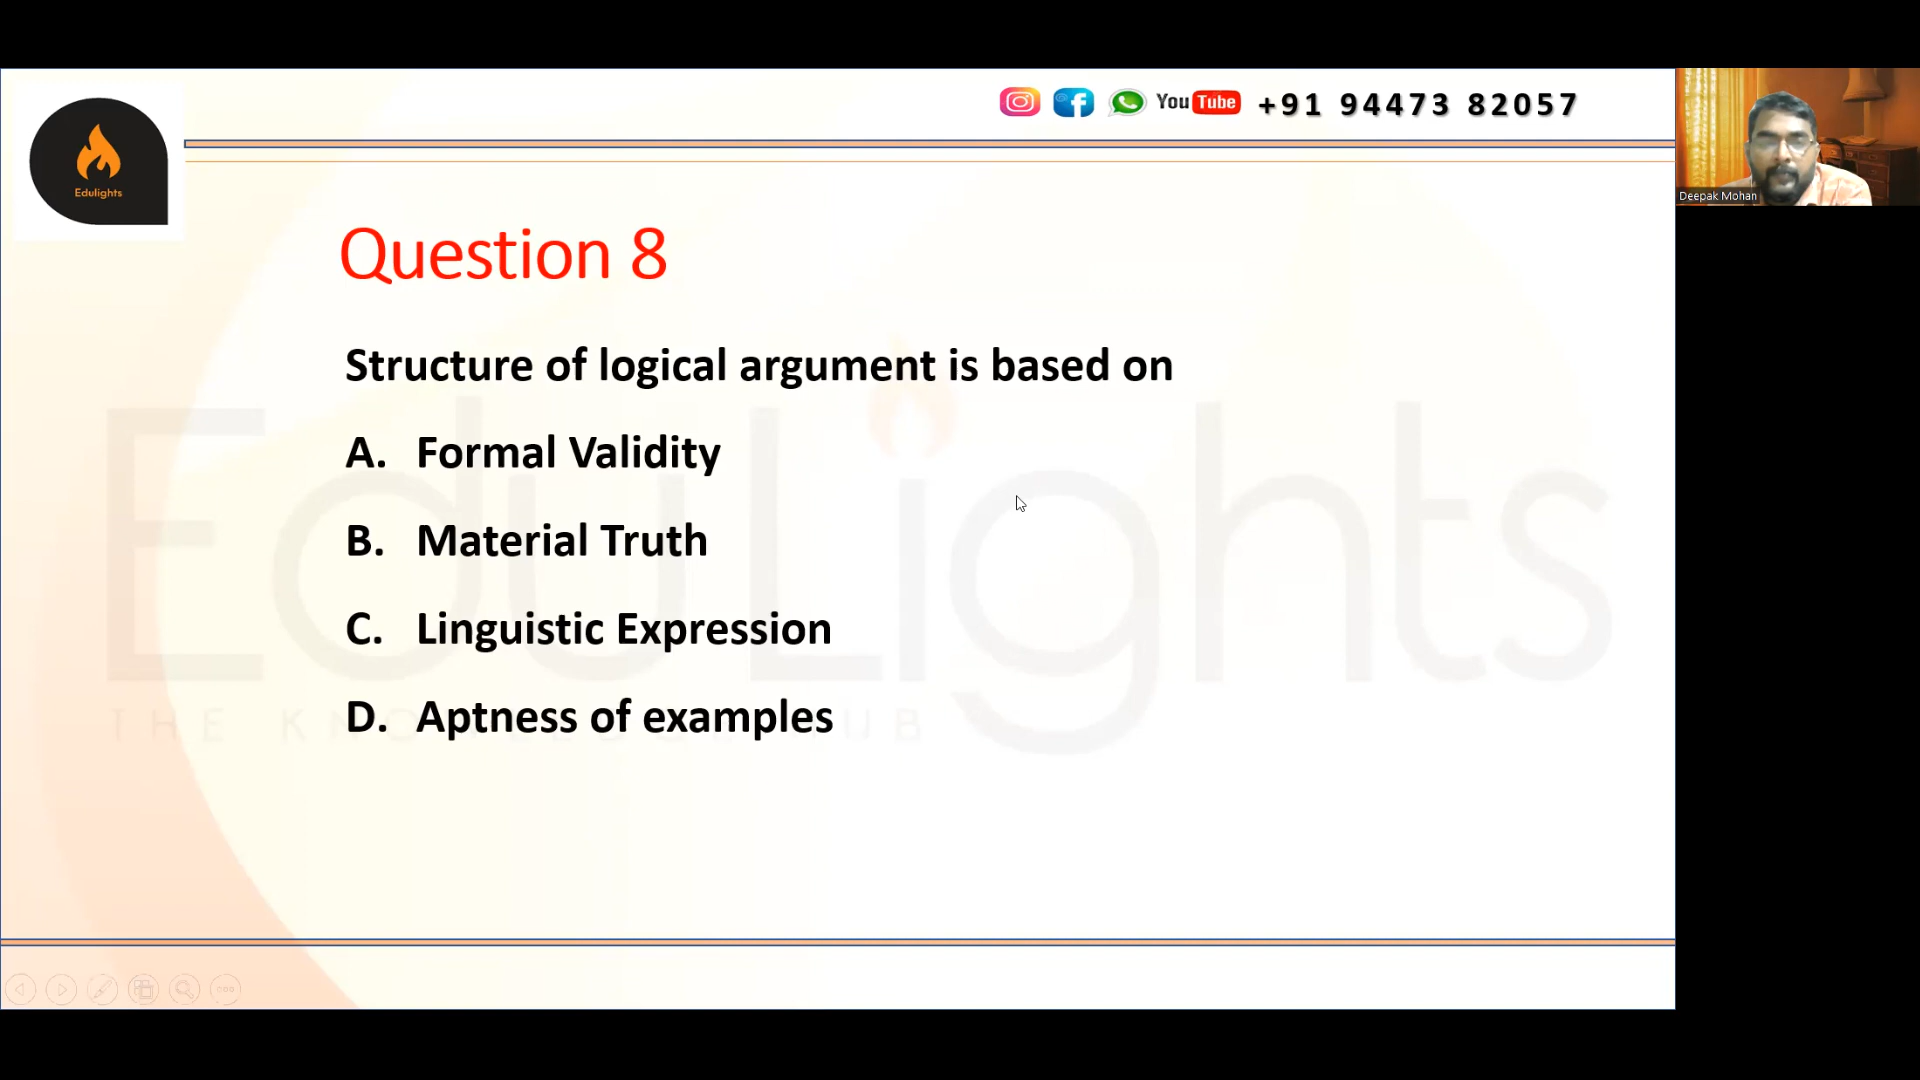 You Tube +91 94473 82057
Edulights
Deepak Mohan
Question 8
Structure of logical argument is based on
A. Formal Validity
B. Material Truth
C. Linguistic Expression
D. Aptness of examples
EduLights